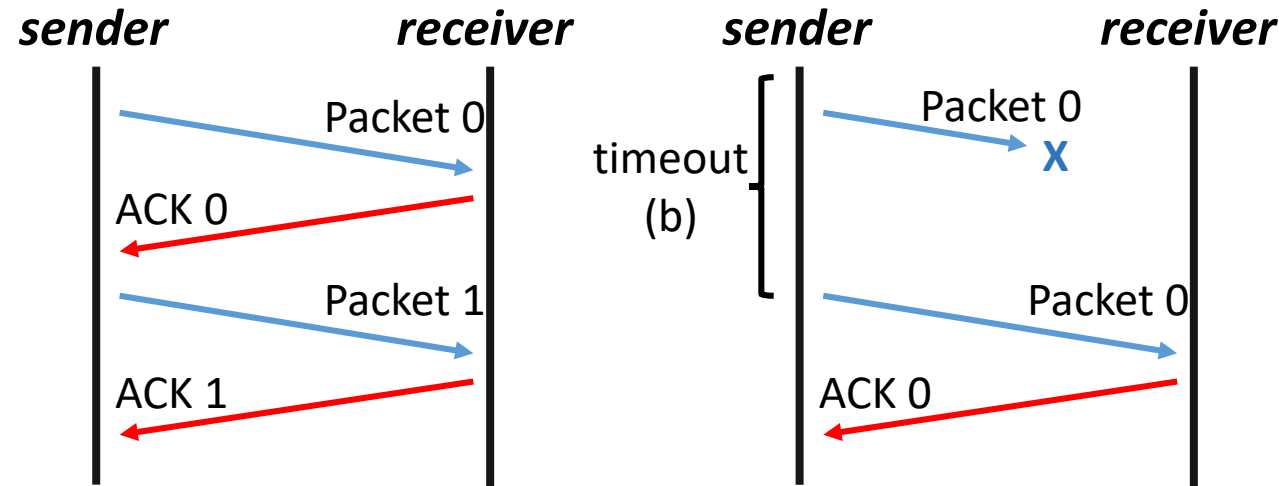 sender
receiver
Packet 0
ACK 0
Packet 1
ACK 1
sender
receiver
Packet 0
X
timeout
(b)
Packet 0
ACK 0